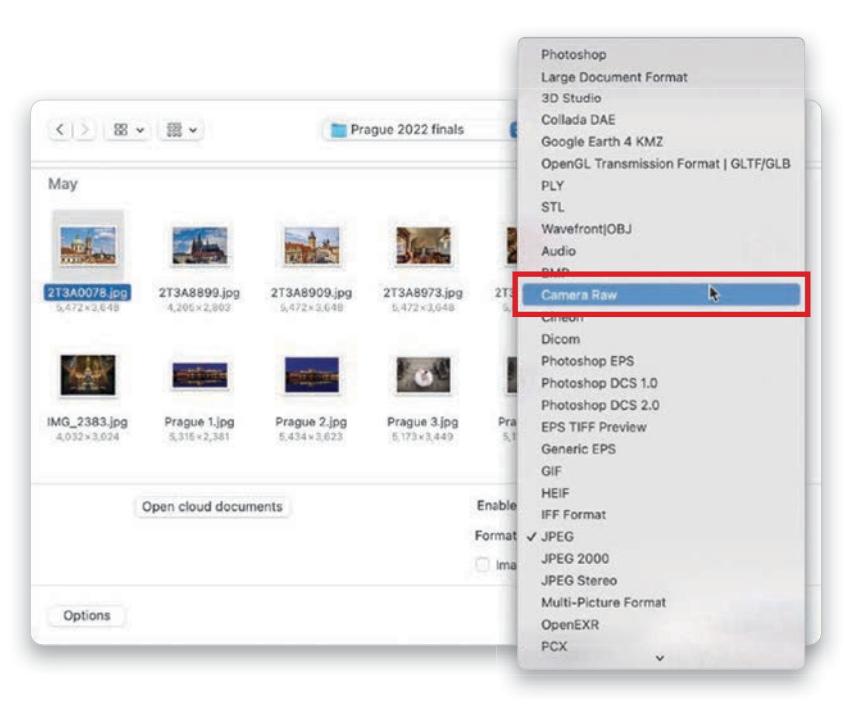 Prague 2022 finals
May
2T3A0078.jpg
5,472×3,648
2T3A8899.jpg
4,205×2,803
2T3A8909.jpg
5,472×3,648
2T3A8973.jpg
5,472×3,648
2T3
IMG_2383.jpg
4,032×3,024
Prague 1.jpg
5,315×2,381
Prague 2.jpg
5,434×3,623
Prague 3.jpg
5,173×3,449
Pra
Open cloud documents
Enable
Format
Ima
Options
Photoshop
Large Document Format
3D Studio
Collada DAE
Google Earth 4 KMZ
OpenGL Transmission Format | GLTF/GLB
PLY
STL
Wavefront|OBJ
Audio
BMP
Camera Raw
Cineon
Dicom
Photoshop EPS
Photoshop DCS 1.0
Photoshop DCS 2.0
EPS TIFF Preview
Generic EPS
GIF
HEIF
IFF Format
✓ JPEG
JPEG 2000
JPEG Stereo
Multi-Picture Format
OpenEXR
PCX